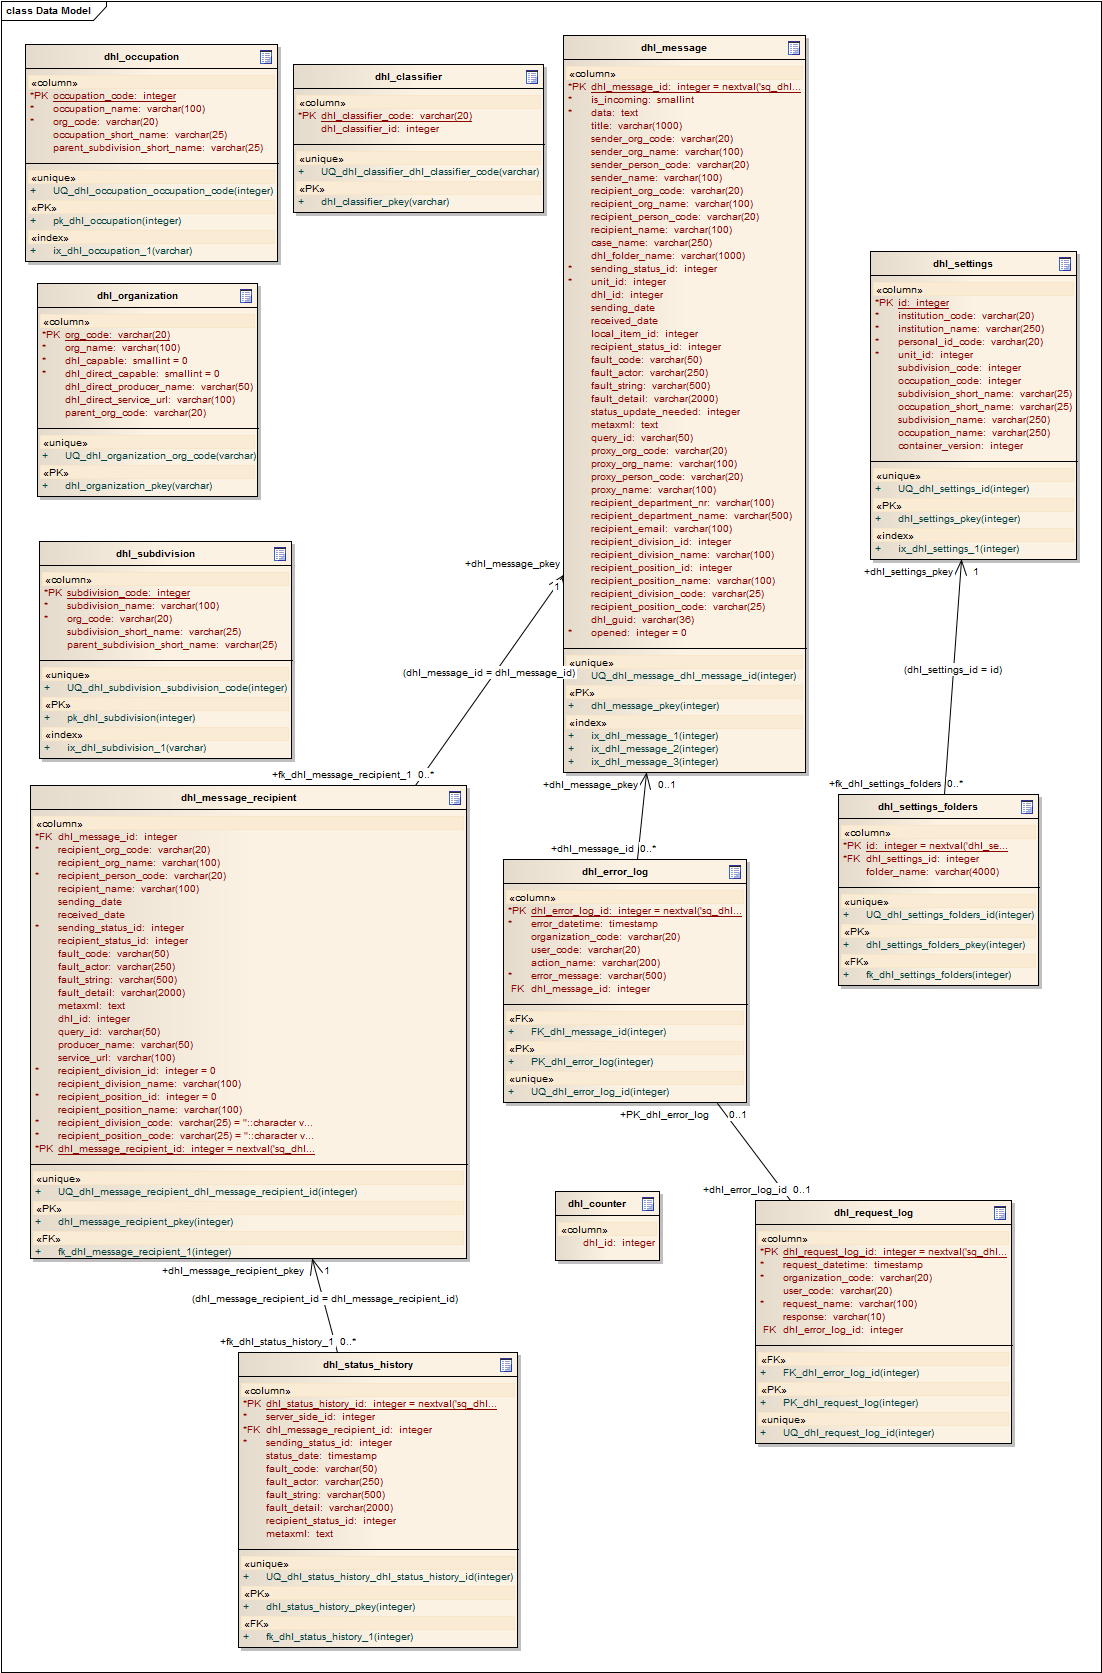 class Data Model
dhl_occupation
«column»
*PK occupation_code: integer
* occupation_name: varchar(100)
* org_code: varchar(20)
occupation_short_name: varchar(25)
parent_subdivision_short_name: varchar(25)
«unique»
+ UQ_dhl_occupation_occupation_code(integer)
«PK»
+ pk_dhl_occupation(integer)
«index»
+ ix_dhl_occupation_1(varchar)
dhl_classifier
«column»
*PK dhl_classifier_code: varchar(20)
dhl_classifier_id: integer
«unique»
+ UQ_dhl_classifier_dhl_classifier_code(varchar)
«PK»
+ dhl_classifier_pkey(varchar)
dhl_message
«column»
*PK dhl_message_id: integer = nextval('sq_dhl...
* is_incoming: smallint
* data: text
title: varchar(1000)
sender_org_code: varchar(20)
sender_org_name: varchar(100)
sender_person_code: varchar(20)
sender_name: varchar(100)
recipient_org_code: varchar(20)
recipient_org_name: varchar(100)
recipient_person_code: varchar(20)
recipient_name: varchar(100)
case_name: varchar(250)
dhl_folder_name: varchar(1000)
* sending_status_id: integer
* unit_id: integer
dhl_id: integer
sending_date
received_date
local_item_id: integer
recipient_status_id: integer
fault_code: varchar(50)
fault_actor: varchar(250)
fault_string: varchar(500)
fault_detail: varchar(2000)
status_update_needed: integer
metaxml: text
query_id: varchar(50)
proxy_org_code: varchar(20)
proxy_org_name: varchar(100)
proxy_person_code: varchar(20)
proxy_name: varchar(100)
recipient_department_nr: varchar(100)
recipient_department_name: varchar(500)
recipient_email: varchar(100)
recipient_division_id: integer
recipient_division_name: varchar(100)
recipient_position_id: integer
recipient_position_name: varchar(100)
recipient_division_code: varchar(25)
recipient_position_code: varchar(25)
dhl_guid: varchar(36)
* opened: integer = 0
«unique»
UQ_dhl_message_dhl_message_id(integer)
«PK»
+ dhl_message_pkey(integer)
«index»
+ ix_dhl_message_1(integer)
+ ix_dhl_message_2(integer)
+ ix_dhl_message_3(integer)
dhl_settings
«column»
*PK id: integer
* institution_code: varchar(20)
* institution_name: varchar(250)
* personal_id_code: varchar(20)
* unit_id: integer
subdivision_code: integer
occupation_code: integer
subdivision_short_name: varchar(25)
occupation_short_name: varchar(25)
subdivision_name: varchar(250)
occupation_name: varchar(250)
container_version: integer
«unique»
+ UQ_dhl_settings_id(integer)
«PK»
+ dhl_settings_pkey(integer)
«index»
+ ix_dhl_settings_1(integer)
dhl_organization
«column»
*PK org_code: varchar(20)
* org_name: varchar(100)
* dhl_capable: smallint = 0
* dhl_direct_capable: smallint = 0
dhl_direct_producer_name: varchar(50)
dhl_direct_service_url: varchar(100)
parent_org_code: varchar(20)
«unique»
+ UQ_dhl_organization_org_code(varchar)
«PK»
+ dhl_organization_pkey(varchar)
dhl_subdivision
«column»
*PK subdivision_code: integer
* subdivision_name: varchar(100)
* org_code: varchar(20)
subdivision_short_name: varchar(25)
parent_subdivision_short_name: varchar(25)
«unique»
+ UQ_dhl_subdivision_subdivision_code(integer)
«PK»
+ pk_dhl_subdivision(integer)
«index»
+ ix_dhl_subdivision_1(varchar)
+dhl_message_pkey
1
(dhl_message_id = dhl_message_id)
+fk_dhl_message_recipient_1 0..*
+dhl_settings_pkey 1
(dhl_settings_id = id)
+fk_dhl_settings_folders 0..*
+dhl_message_pkey 0..1
+dhl_message_id 0..*
dhl_message_recipient
«column»
*FK dhl_message_id: integer
* recipient_org_code: varchar(20)
recipient_org_name: varchar(100)
* recipient_person_code: varchar(20)
recipient_name: varchar(100)
sending_date
received_date
* sending_status_id: integer
recipient_status_id: integer
fault_code: varchar(50)
fault_actor: varchar(250)
fault_string: varchar(500)
fault_detail: varchar(2000)
metaxml: text
dhl_id: integer
query_id: varchar(50)
producer_name: varchar(50)
service_url: varchar(100)
* recipient_division_id: integer = 0
recipient_division_name: varchar(100)
* recipient_position_id: integer = 0
recipient_position_name: varchar(100)
* recipient_division_code: varchar(25) = ''::character v...
* recipient_position_code: varchar(25) = ''::character v...
*PK dhl_message_recipient_id: integer = nextval('sq_dhl...
«unique»
+ UQ_dhl_message_recipient_dhl_message_recipient_id(integer)
«PK»
+ dhl_message_recipient_pkey(integer)
«FK»
+ fk_dhl_message_recipient_1(integer)
dhl_error_log
«column»
*PK dhl_error_log_id: integer = nextval('sq_dhl...
* error_datetime: timestamp
organization_code: varchar(20)
user_code: varchar(20)
action_name: varchar(200)
* error_message: varchar(500)
FK dhl_message_id: integer
«FK»
+ FK_dhl_message_id(integer)
«PK»
+ PK_dhl_error_log(integer)
«unique»
+ UQ_dhl_error_log_id(integer)
dhl_settings_folders
«column»
*PK id: integer = nextval('dhl_se...
*FK dhl_settings_id: integer
folder_name: varchar(4000)
«unique»
+ UQ_dhl_settings_folders_id(integer)
«PK»
+ dhl_settings_folders_pkey(integer)
«FK»
+ fk_dhl_settings_folders(integer)
+PK_dhl_error_log 0..1
+dhl_error_log_id 0..1
dhl_counter
«column»
dhl_id: integer
dhl_request_log
«column»
*PK dhl_request_log_id: integer = nextval('sq_dhl...
* request_datetime: timestamp
* organization_code: varchar(20)
user_code: varchar(20)
* request_name: varchar(100)
response: varchar(10)
FK dhl_error_log_id: integer
«FK»
+ FK_dhl_error_log_id(integer)
«PK»
+ PK_dhl_request_log(integer)
«unique»
+ UQ_dhl_request_log_id(integer)
+dhl_message_recipient_pkey 1
(dhl_message_recipient_id = dhl_message_recipient_id)
+fk_dhl_status_history_1 0..*
dhl_status_history
«column»
*PK dhl_status_history_id: integer = nextval('sq_dhl...
* server_side_id: integer
*FK dhl_message_recipient_id: integer
* sending_status_id: integer
status_date: timestamp
fault_code: varchar(50)
fault_actor: varchar(250)
fault_string: varchar(500)
fault_detail: varchar(2000)
recipient_status_id: integer
metaxml: text
«unique»
+ UQ_dhl_status_history_dhl_status_history_id(integer)
«PK»
+ dhl_status_history_pkey(integer)
«FK»
+ fk_dhl_status_history_1(integer)